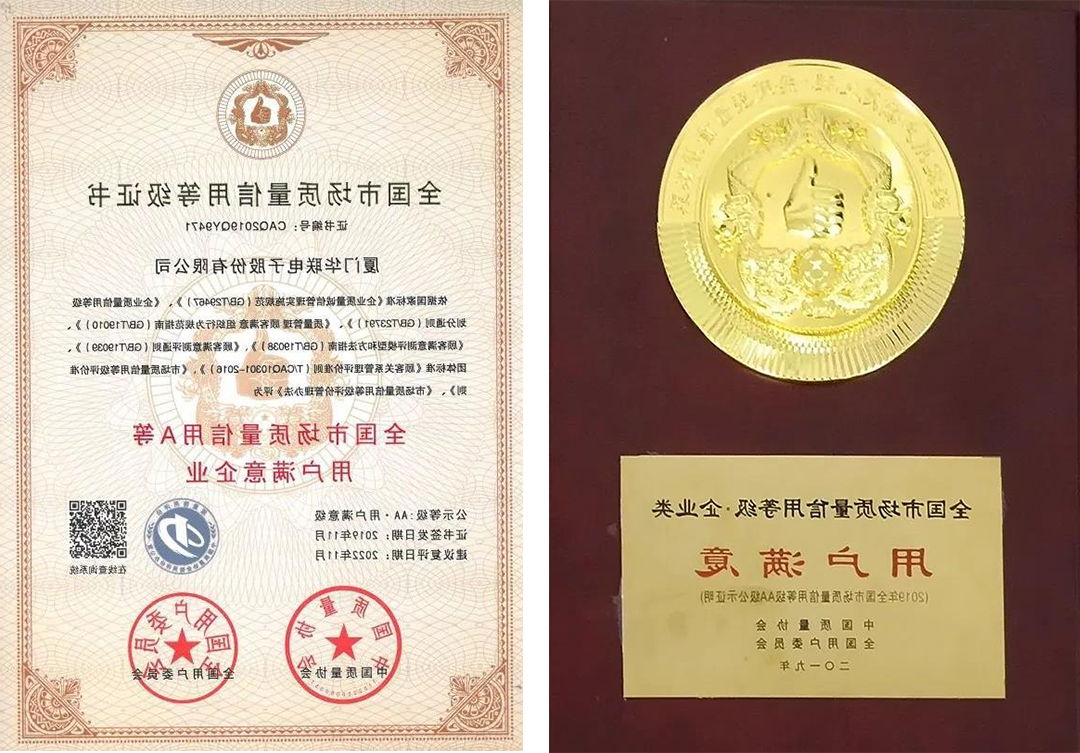 全国市场质量信用等级证书
证书编号：CAQ2019QY9471
厦门华联电子股份有限公司
依据国家标准《企业质量诚信管理实施规范（GB/T29467）》、《企业质量信用等级
划分通则（GB/T23791）》、《质量管理顾客满意组织行为规范指南（GB/T19010）》、
《顾客满意测评模型和方法指南（GB/T19038）》、《顾客满意测评通则（GB/T19039）》、
团体标准《顾客关系管理评价准则（T/CAQ10301-2016）》、《市场质量信用等级评价准
则》、《市场质量信用等级评价管理办法》评为
全国市场质量信用A等
用户满意企业
公示等级：AA·用户满意级
证书签发日期：2019年11月
建议复评日期：2022年11月
在线查询系统
中国质量协会
全国用户委员会
全国市场质量信用等级·企业类
用户满意
(2019年全国市场质量信用等级AA级公示证明)
中国质量协会
全国用户委员会
二〇一九年